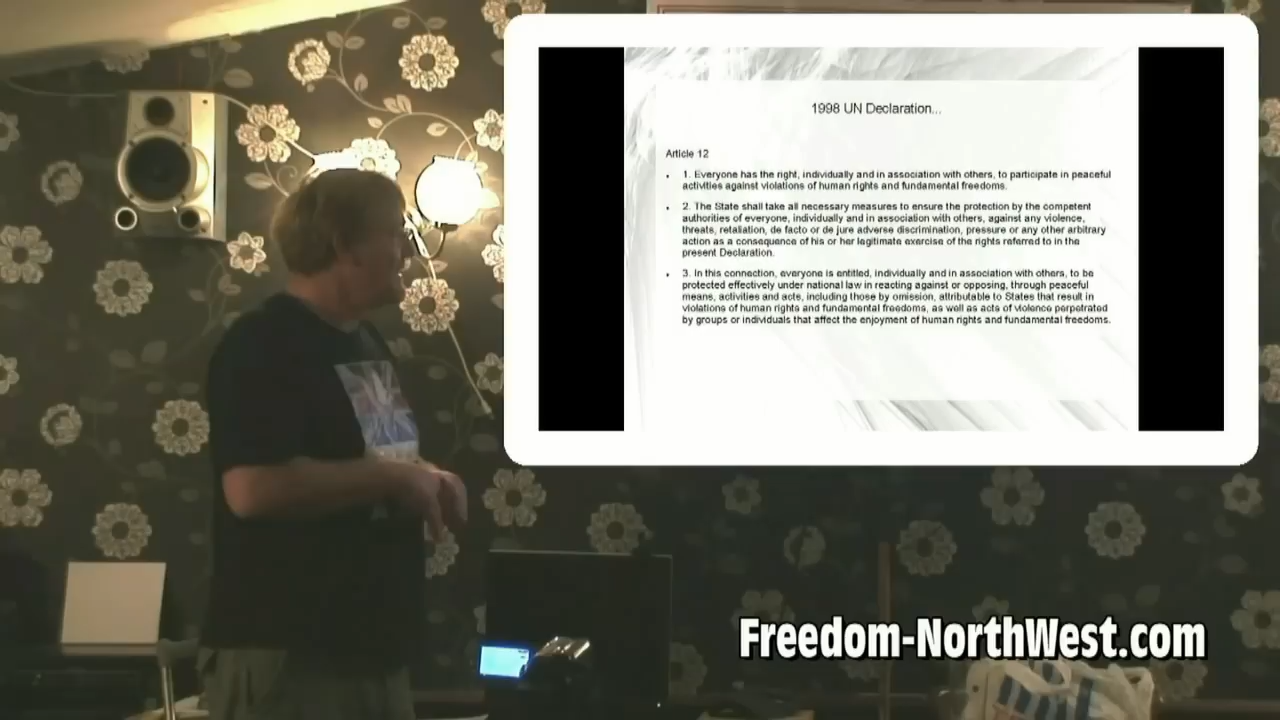 1998 UN Declaration...
Article 12
1. Everyone has the right, individually and in association with others, to participate in peaceful
activities against violations of human rights and fundamental freedoms.
2. The State shall take all necessary measures to ensure the protection by the competent
authorities of everyone, individually and in association with others, against any violence,
threats, retaliation, de facto or de jure adverse discrimination, pressure or any other arbitrary
action as a consequence of his or her legitimate exercise of the rights referred to in the
present Declaration.
3. In this connection, everyone is entitled, individually and in association with others, to be
protected effectively under national law in reacting against or opposing, through peaceful
means, activities and acts, including those by omission, attributable to States that result in
violations of human rights and fundamental freedoms, as well as acts of violence perpetrated
by groups or individuals that affect the enjoyment of human rights and fundamental freedoms.
Freedom-NorthWest.com